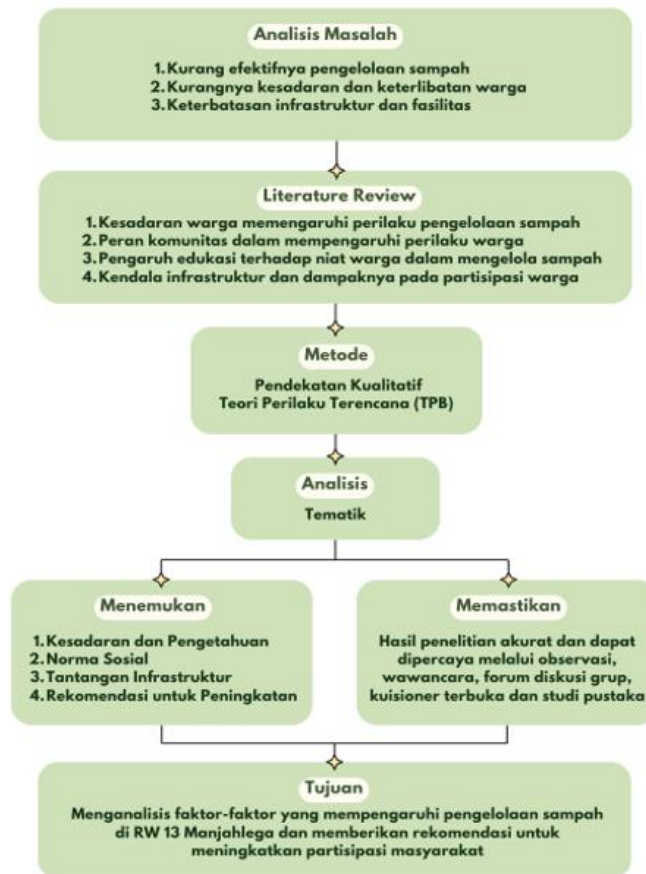 Analisis Masalah
1. Kurang efektifnya pengelolaan sampah
2. Kurangnya kesadaran dan keterlibatan warga
3. Keterbatasan infrastruktur dan fasilitas
Literature Review
1. Kesadaran warga memengaruhi perilaku pengelolaan sampah
2. Peran komunitas dalam mempengaruhi perilaku warga
3. Pengaruh edukasi terhadap niat warga dalam mengelola sampah
4. Kendala infrastruktur dan dampaknya pada partisipasi warga
Metode
Pendekatan Kualitatif
Teori Perilaku Terencana (TPB)
Analisis
Tematik
Menemukan
1. Kesadaran dan Pengetahuan
2. Norma Sosial
3. Tantangan Infrastruktur
4. Rekomendasi untuk Peningkatan
Memastikan
Hasil penelitian akurat dan dapat
dipercaya melalui observasi,
wawancara, forum diskusi grup,
kuisioner terbuka dan studi pustaka
Tujuan
Menganalisis faktor-faktor yang mempengaruhi pengelolaan sampah
di RW 13 Manjahlega dan memberikan rekomendasi untuk
meningkatkan partisipasi masyarakat